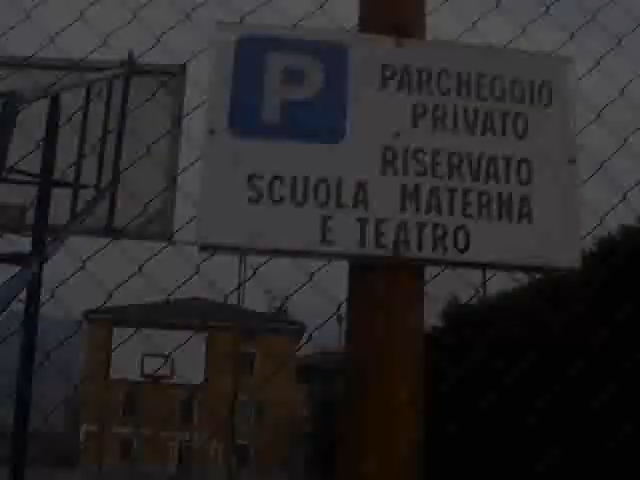 P
PARCHEGGIO
PRIVATO
RISERVATO
SCUOLA MATERNA
E TEATRO